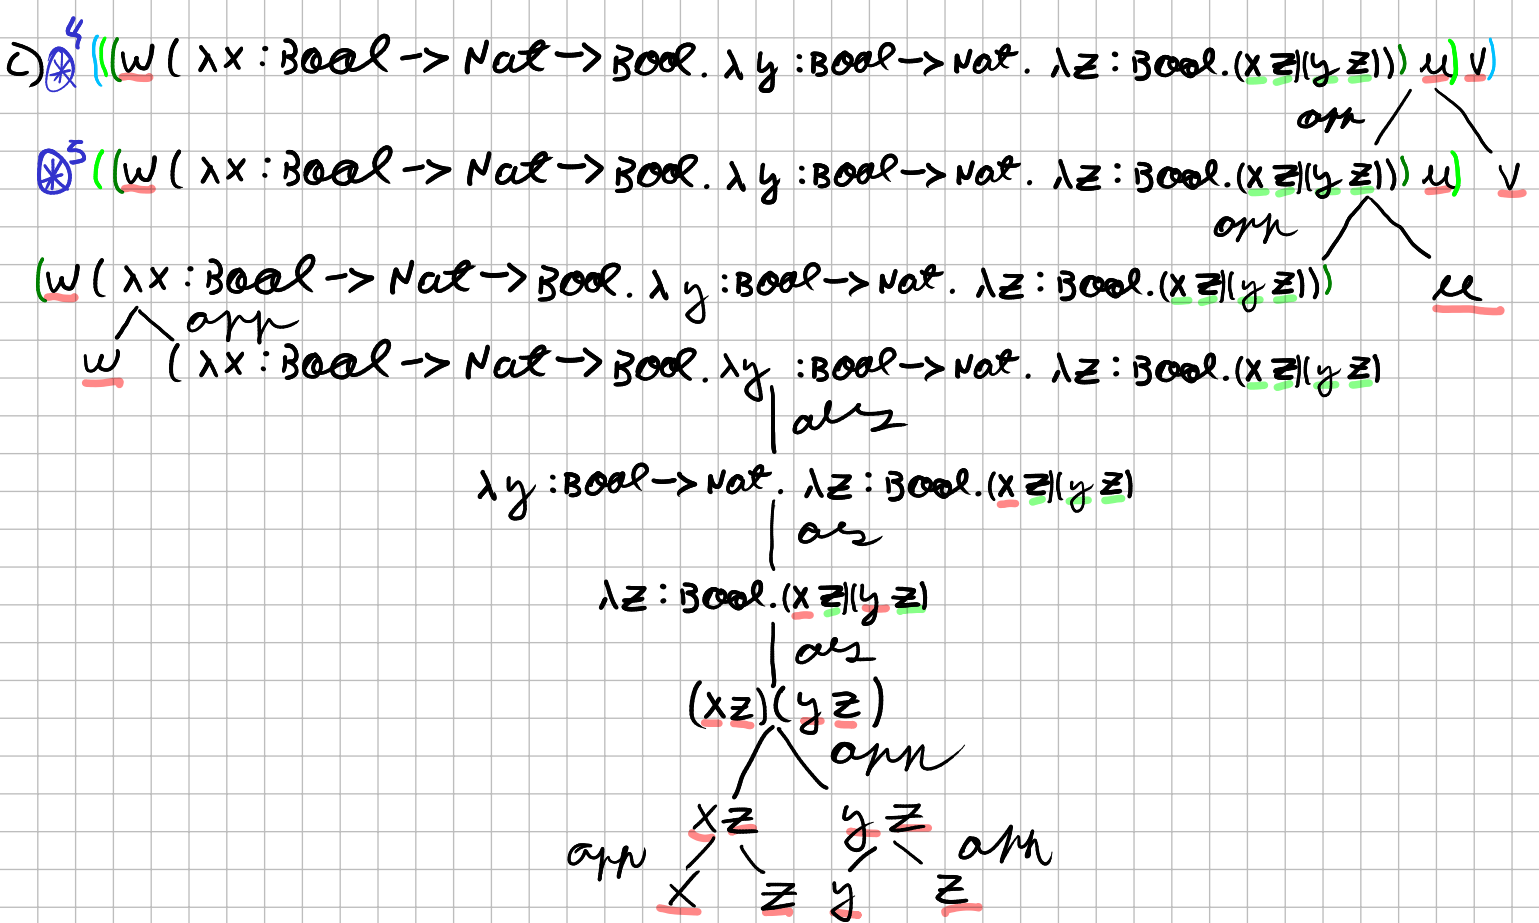 c) ⊛⁴ (((w ( λx : Bool -> Nat -> Bool. λy : Bool -> Nat. λz : Bool.(x z)(y z))) u) v)
app
⊛⁵ ((w ( λx : Bool -> Nat -> Bool. λy : Bool -> Nat. λz : Bool.(x z)(y z))) u) v
app
(w ( λx : Bool -> Nat -> Bool. λy : Bool -> Nat. λz : Bool.(x z)(y z))) u
app
w ( λx : Bool -> Nat -> Bool. λy : Bool -> Nat. λz : Bool.(x z)(y z)
abs
λy : Bool -> Nat. λz : Bool.(x z)(y z)
abs
λz : Bool.(x z)(y z)
abs
(x z)(y z)
app
x z y z
app app
x z y z